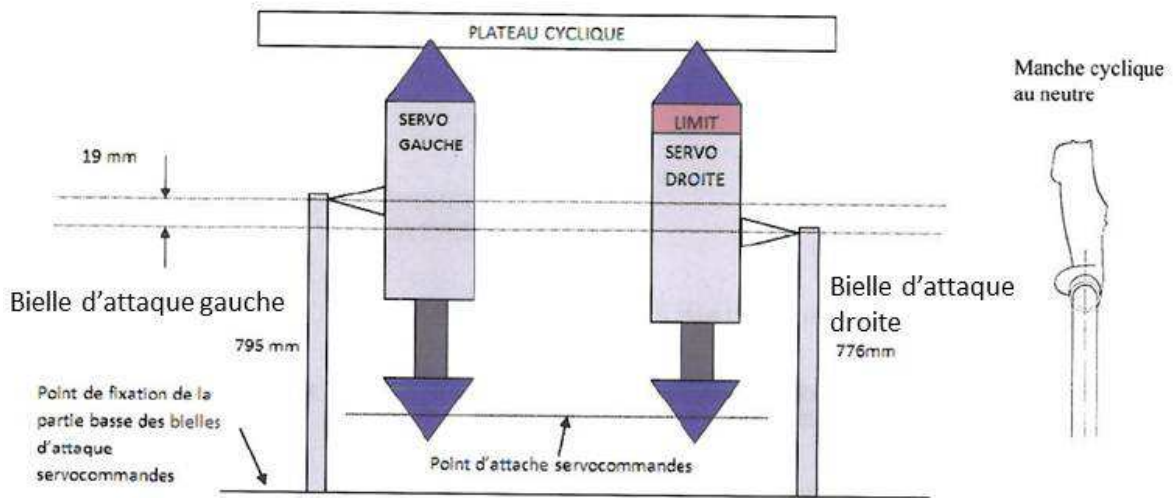 PLATEAU CYCLIQUE
Manche cyclique
au neutre
SERVO
GAUCHE
LIMIT
SERVO
DROITE
19 mm
Bielle d'attaque gauche
795 mm
Bielle d'attaque
droite
776mm
Point de fixation de la
partie basse des bielles
d'attaque
servocommandes
Point d'attache servocommandes